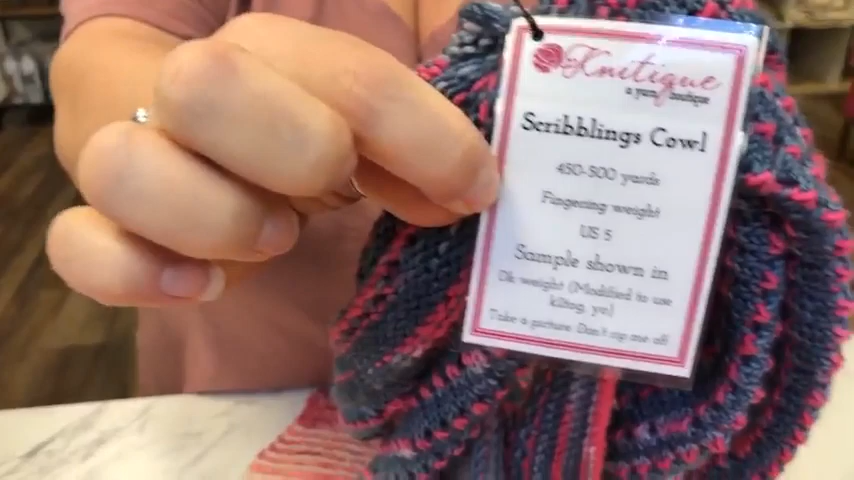 Knitique
a yarn boutique
Scribblings Cowl
450-500 yards
Fingering weight
US 5
Sample shown in
Dk weight (Modified to use
Take a picture Don't rip me off